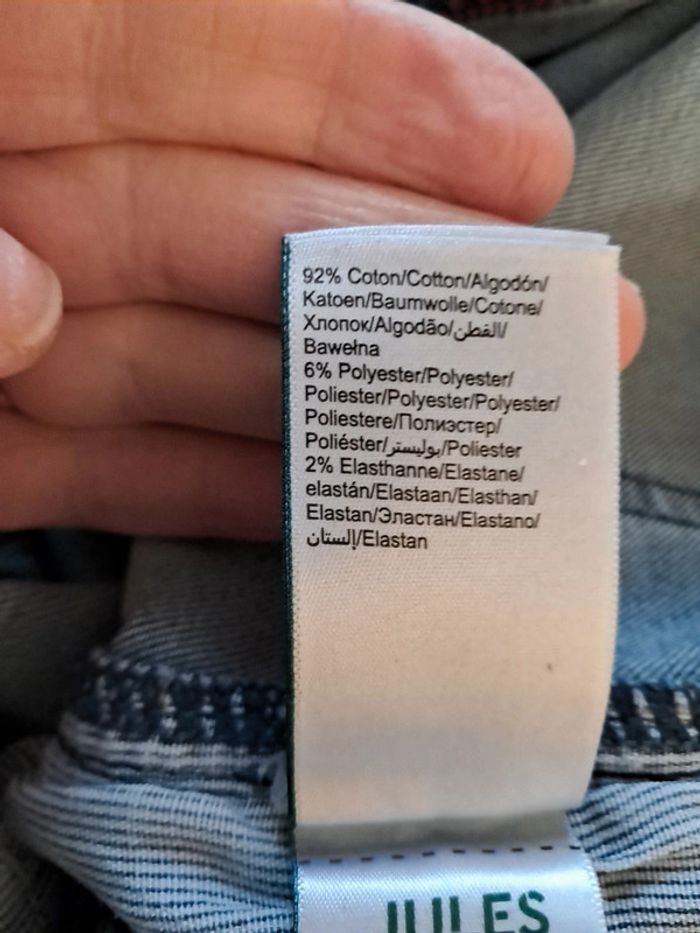 92% Coton/Cotton/Algodón/
Katoen/Baumwolle/Cotone/
Хлопок/Algodão/القطن/
Bawełna
6% Polyester/Polyester/
Poliester/Polyester/Polyester/
Poliestere/Полиэстер/
Poliéster/بوليستر/Poliester
2% Elasthanne/Elastane/
elastán/Elastaan/Elasthan/
Elastan/Эластан/Elastano/
إلستان/Elastan
JULES